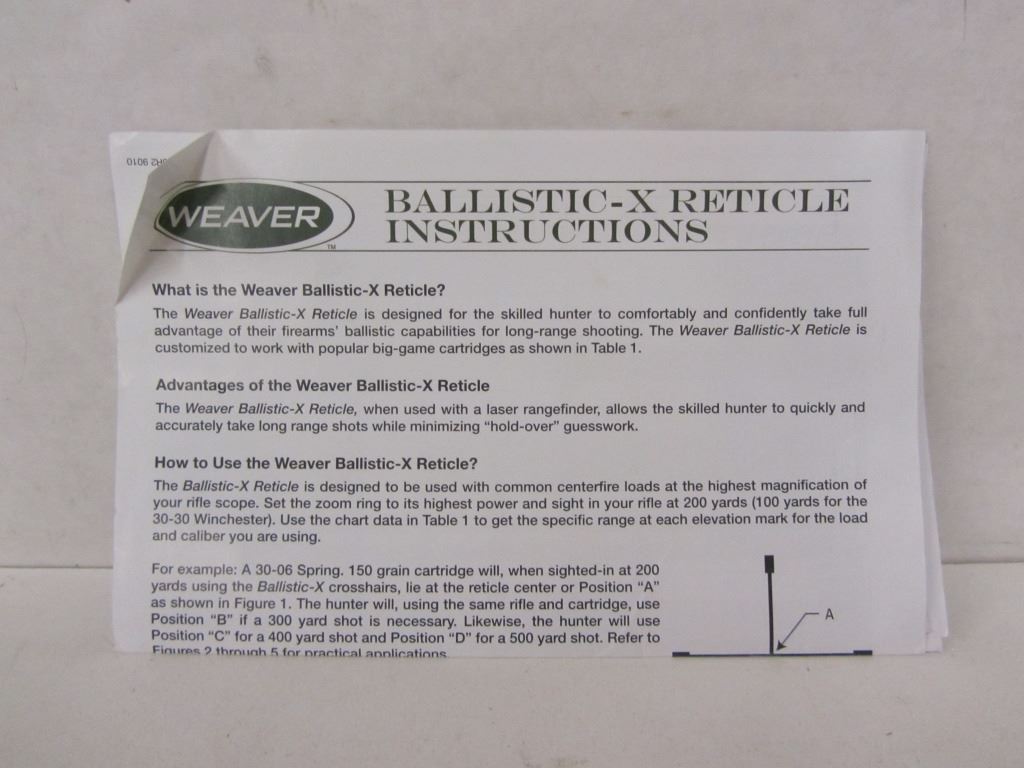 WEAVER
TM
BALLISTIC-X RETICLE
INSTRUCTIONS
What is the Weaver Ballistic-X Reticle?
The Weaver Ballistic-X Reticle is designed for the skilled hunter to comfortably and confidently take full
advantage of their firearms' ballistic capabilities for long-range shooting. The Weaver Ballistic-X Reticle is
customized to work with popular big-game cartridges as shown in Table 1.
Advantages of the Weaver Ballistic-X Reticle
The Weaver Ballistic-X Reticle, when used with a laser rangefinder, allows the skilled hunter to quickly and
accurately take long range shots while minimizing "hold-over" guesswork.
How to Use the Weaver Ballistic-X Reticle?
The Ballistic-X Reticle is designed to be used with common centerfire loads at the highest magnification of
your rifle scope. Set the zoom ring to its highest power and sight in your rifle at 200 yards (100 yards for the
30-30 Winchester). Use the chart data in Table 1 to get the specific range at each elevation mark for the load
and caliber you are using.
For example: A 30-06 Spring. 150 grain cartridge will, when sighted-in at 200
yards using the Ballistic-X crosshairs, lie at the reticle center or Position "A"
as shown in Figure 1. The hunter will, using the same rifle and cartridge, use
Position "B" if a 300 yard shot is necessary. Likewise, the hunter will use
Position "C" for a 400 yard shot and Position "D" for a 500 yard shot. Refer to
Figures 2 through 5 for practical applications.
A